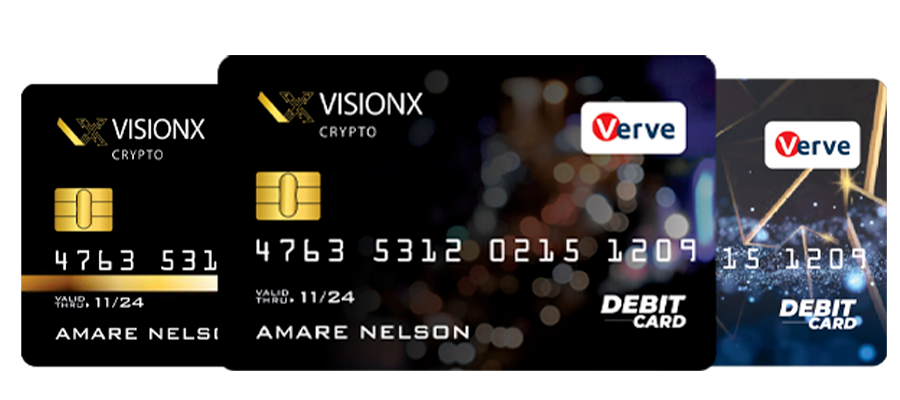 VISIONX
CRYPTO
4763 531
VALID THRU 11/24
AMARE NELS
VISIONX
CRYPTO
Verve
4763 5312 0215 1209
VALID THRU 11/24
AMARE NELSON
DEBIT
CARD
Verve
15 1209
DEBIT
CARD